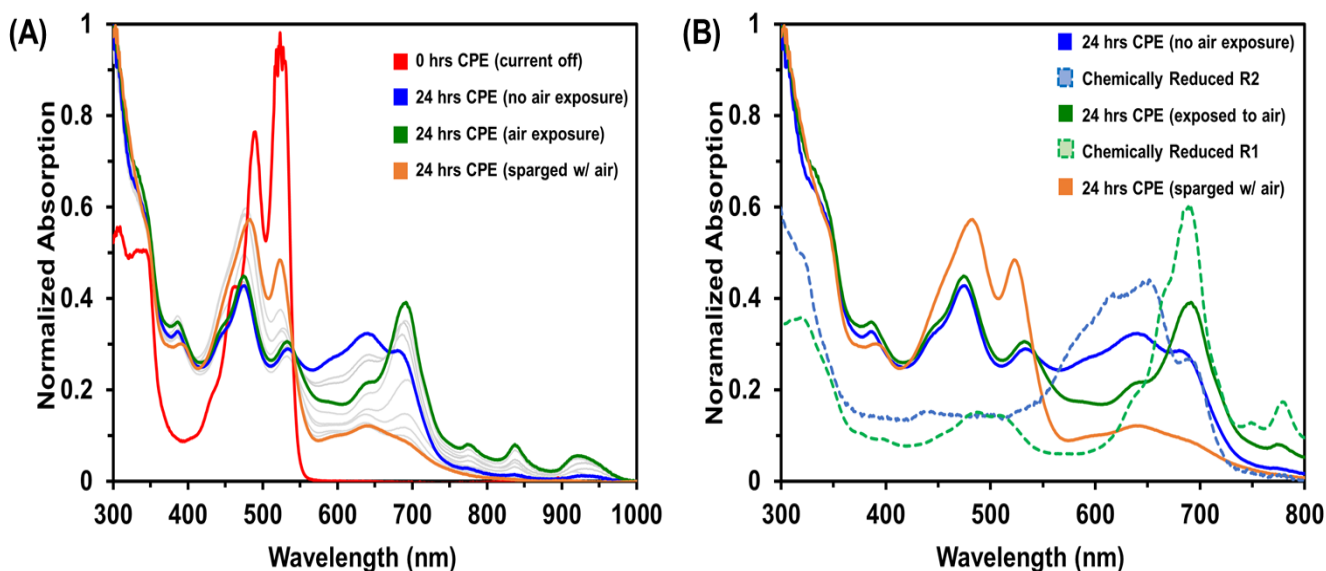 (A)
1
0.8
0.6
0.4
0.2
0
Normalized Absorption
300 400 500 600 700 800 900 1000
Wavelength (nm)
0 hrs CPE (current off)
24 hrs CPE (no air exposure)
24 hrs CPE (air exposure)
24 hrs CPE (sparged w/ air)
(B)
1
0.8
0.6
0.4
0.2
0
Noramalized Absorption
300 400 500 600 700 800
Wavelength (nm)
24 hrs CPE (no air exposure)
Chemically Reduced R2
24 hrs CPE (exposed to air)
Chemically Reduced R1
24 hrs CPE (sparged w/ air)